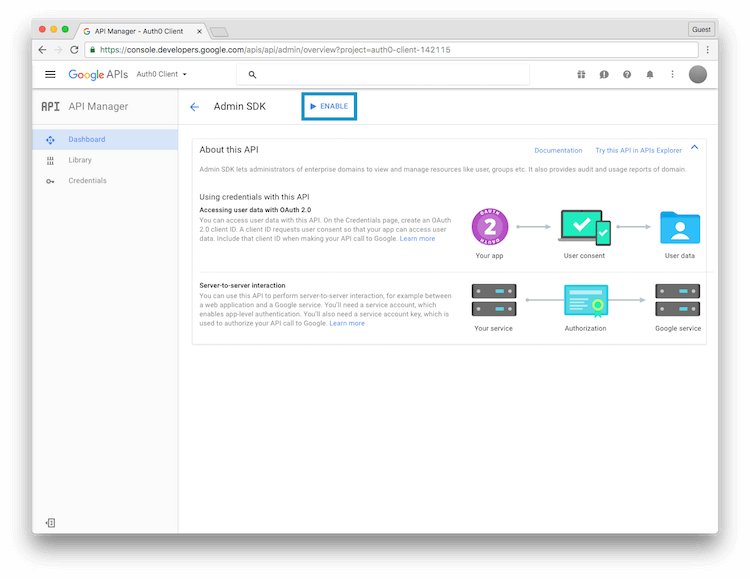 API Manager - Auth0 Client
Guest
https://console.developers.google.com/apis/api/admin/overview?project=auth0-client-142115
Google APIs
Auth0 Client
API
API Manager
Admin SDK
ENABLE
Dashboard
Library
Credentials
About this API
Documentation
Try this API in APIs Explorer
Admin SDK lets administrators of enterprise domains to view and manage resources like user, groups etc. It also provides audit and usage reports of domain.
Using credentials with this API
Accessing user data with OAuth 2.0
You can access user data with this API. On the Credentials page, create an OAuth
2.0 client ID. A client ID requests user consent so that your app can access user
data. Include that client ID when making your API call to Google. Learn more
OAUTH
2
OAUTH
Your app
User consent
User data
Server-to-server interaction
You can use this API to perform server-to-server interaction, for example between
a web application and a Google service. You'll need a service account, which
enables app-level authentication. You'll also need a service account key, which is
used to authorize your API call to Google. Learn more
Your service
Authorization
Google service